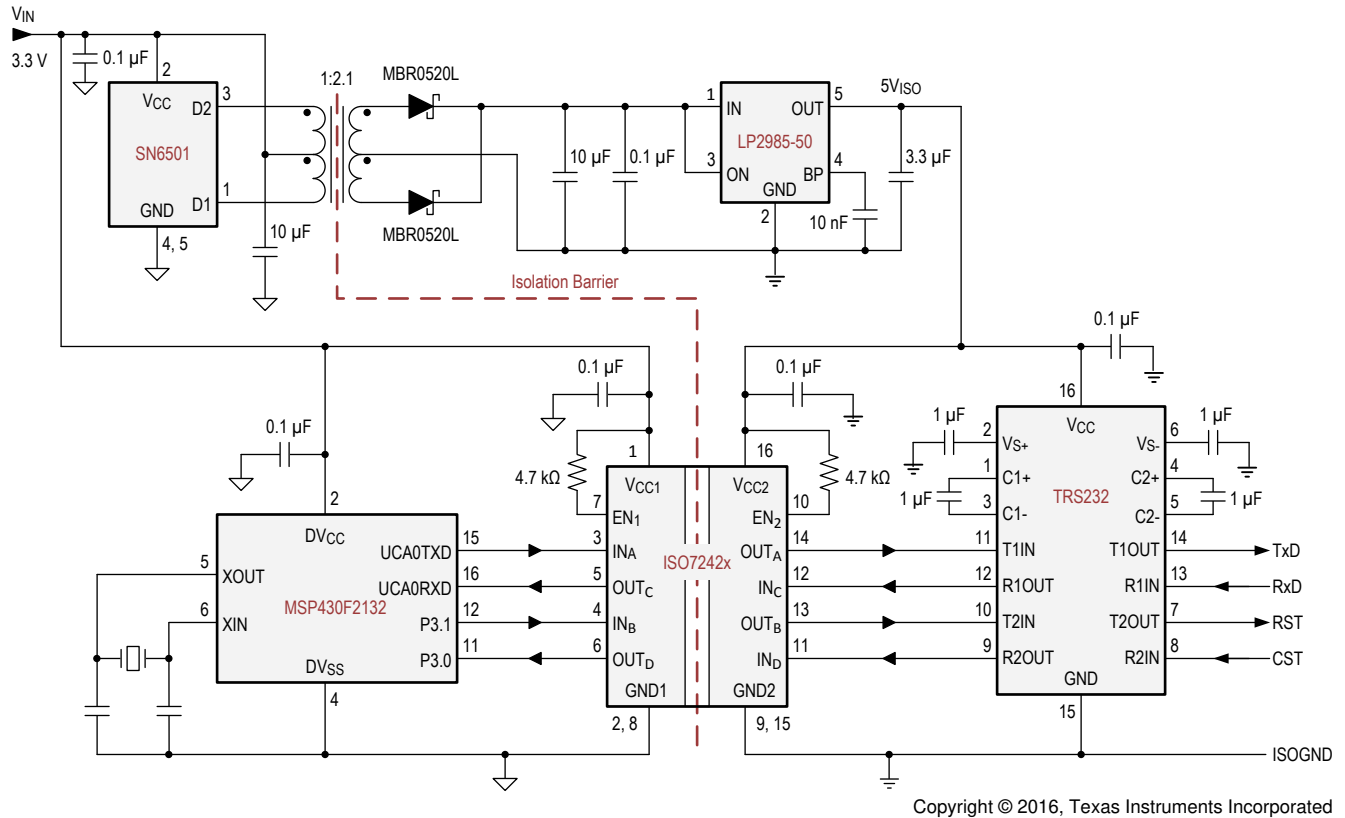 VIN
3.3 V
0.1 µF
2
VCC
D2
3
SN6501
D1
1
GND
4, 5
10 µF
1:2.1
MBR0520L
MBR0520L
10 µF
0.1 µF
1
IN
OUT
5
LP2985-50
3
ON
BP
4
GND
2
10 nF
5VISO
3.3 µF
Isolation Barrier
0.1 µF
2
DVCC
UCA0TXD
15
5
XOUT
UCA0RXD
16
MSP430F2132
6
XIN
P3.1
12
P3.0
11
DVSS
4
0.1 µF
4.7 kΩ
1
VCC1
7
EN1
3
INA
5
OUTC
4
INB
6
OUTD
GND1
2, 8
ISO7242x
0.1 µF
4.7 kΩ
16
VCC2
10
EN2
14
OUTA
12
INC
13
OUTB
11
IND
GND2
9, 15
0.1 µF
16
VCC
1 µF
2
VS+
VS-
6
1 µF
1
C1+
C2+
4
1 µF
3
C1-
C2-
5
1 µF
TRS232
11
T1IN
T1OUT
14
TxD
12
R1OUT
R1IN
13
RxD
10
T2IN
T2OUT
7
RST
9
R2OUT
R2IN
8
CST
GND
15
ISOGND
Copyright © 2016, Texas Instruments Incorporated